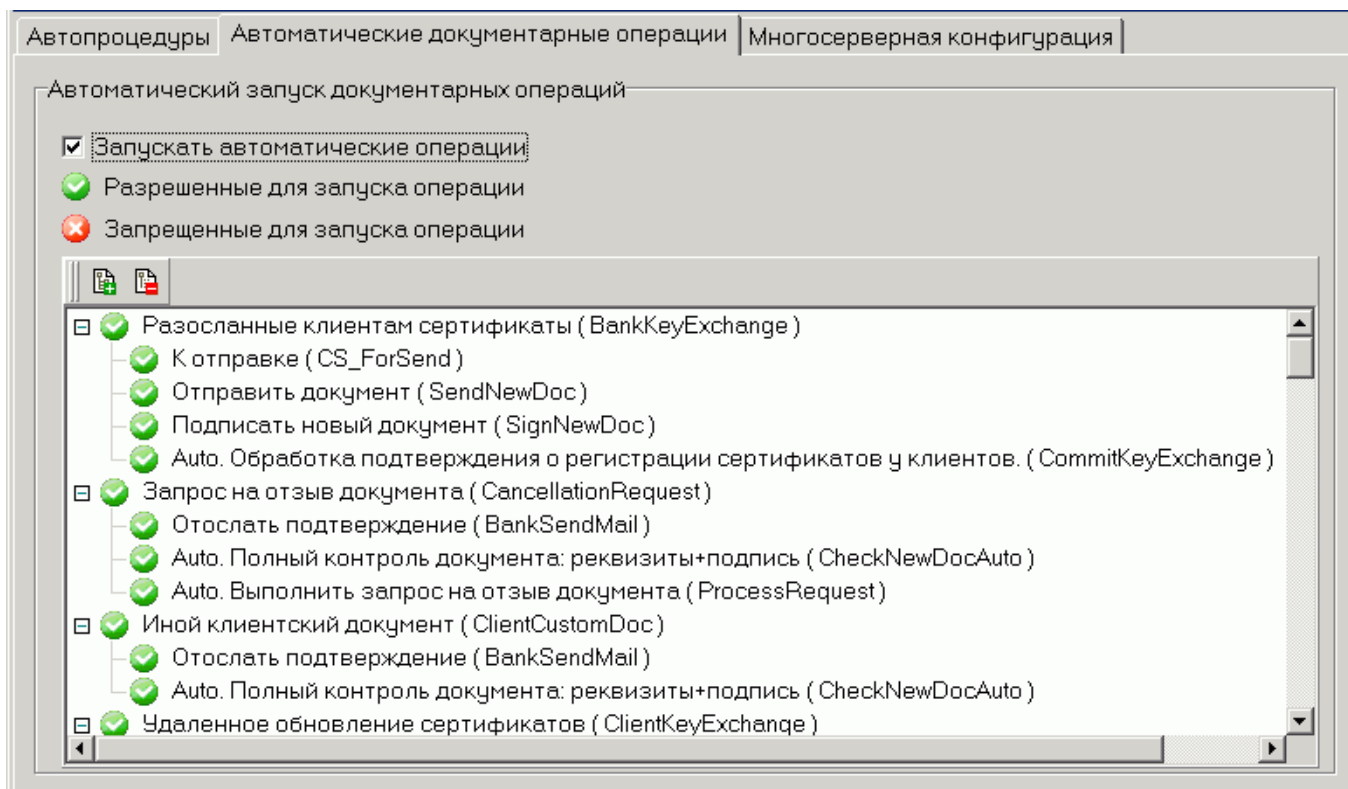 Автопроцедуры Автоматические документарные операции Многосерверная конфигурация
Автоматический запуск документарных операций
Запускать автоматические операции
Разрешенные для запуска операции
Запрещенные для запуска операции
Разосланные клиентам сертификаты ( BankKeyExchange )
К отправке ( CS_ForSend )
Отправить документ ( SendNewDoc )
Подписать новый документ ( SignNewDoc )
Auto. Обработка подтверждения о регистрации сертификатов у клиентов. ( CommitKeyExchange )
Запрос на отзыв документа ( CancellationRequest )
Отослать подтверждение ( BankSendMail )
Auto. Полный контроль документа: реквизиты+подпись ( CheckNewDocAuto )
Auto. Выполнить запрос на отзыв документа ( ProcessRequest )
Иной клиентский документ ( ClientCustomDoc )
Отослать подтверждение ( BankSendMail )
Auto. Полный контроль документа: реквизиты+подпись ( CheckNewDocAuto )
Удаленное обновление сертификатов ( ClientKeyExchange )